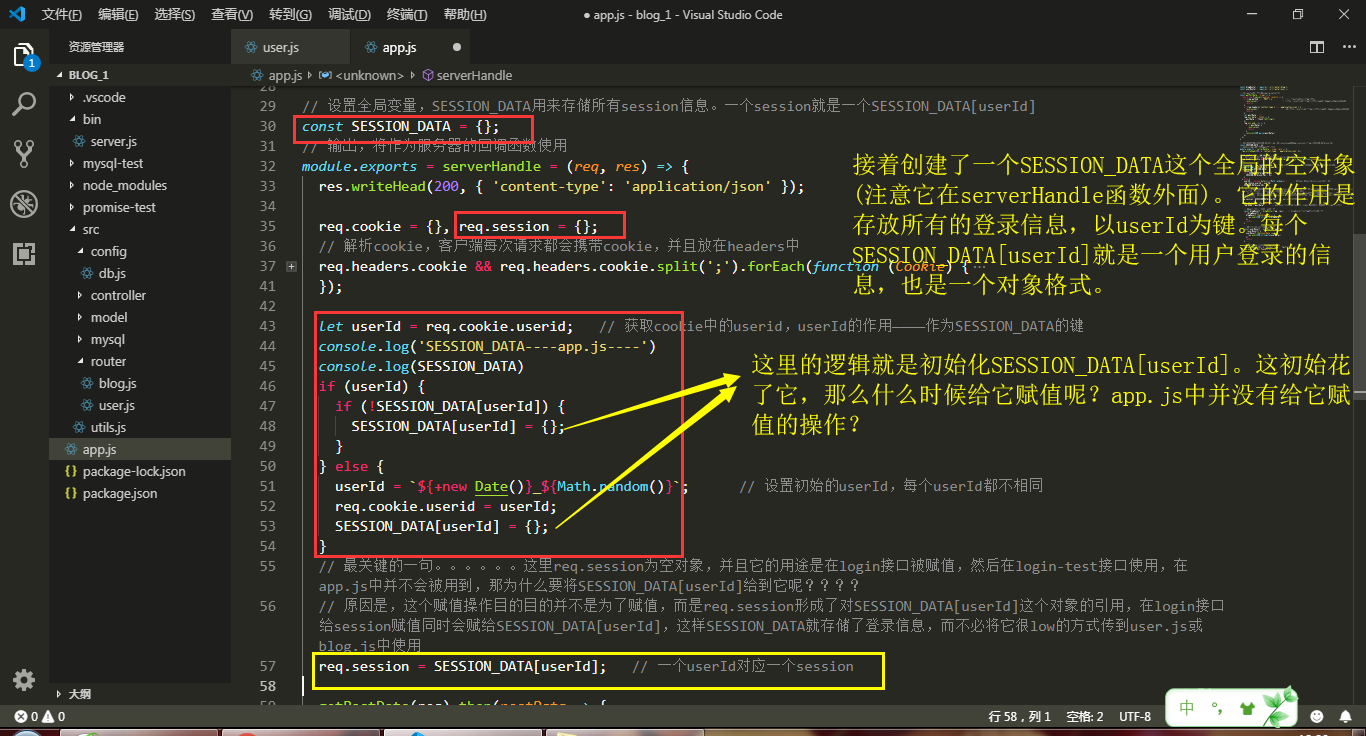 文件(F) 编辑(E) 选择(S) 查看(V) 转到(G) 调试(D) 终端(T) 帮助(H) ● app.js - blog_1 - Visual Studio Code
资源管理器
BLOG_1
.vscode
bin
server.js
mysql-test
node_modules
promise-test
src
config
db.js
controller
model
mysql
router
blog.js
user.js
utils.js
app.js
package-lock.json
package.json
大纲
1
user.js app.js
app.js <unknown> serverHandle
28
29 // 设置全局变量，SESSION_DATA用来存储所有session信息。一个session就是一个SESSION_DATA[userId]
30 const SESSION_DATA = {};
31 // 输出，将作为服务器的回调函数使用
32 module.exports = serverHandle = (req, res) => {
33 res.writeHead(200, { 'content-type': 'application/json' });
34
35 req.cookie = {}, req.session = {};
36 // 解析cookie，客户端每次请求都会携带cookie，并且放在headers中
37 req.headers.cookie && req.headers.cookie.split(';').forEach(function (Cookie) { …
41 });
42
43 let userId = req.cookie.userid; // 获取cookie中的userid，userId的作用————作为SESSION_DATA的键
44 console.log('SESSION_DATA----app.js----')
45 console.log(SESSION_DATA)
46 if (userId) {
47 if (!SESSION_DATA[userId]) {
48 SESSION_DATA[userId] = {};
49 }
50 } else {
51 userId = `${+new Date()}_${Math.random()}`; // 设置初始的userId，每个userId都不相同
52 req.cookie.userid = userId;
53 SESSION_DATA[userId] = {};
54 }
55 // 最关键的一句。。。。。。这里req.session为空对象，并且它的用途是在login接口被赋值，然后在login-test接口使用，在
app.js中并不会被用到，那为什么要将SESSION_DATA[userId]给到它呢？？？？
56 // 原因是，这个赋值操作目的目的并不是为了赋值，而是req.session形成了对SESSION_DATA[userId]这个对象的引用，在login接口
给session赋值同时会赋给SESSION_DATA[userId]，这样SESSION_DATA就存储了登录信息，而不必将它很low的方式传到user.js或
blog.js中使用
57 req.session = SESSION_DATA[userId]; // 一个userId对应一个session
58
接着创建了一个SESSION_DATA这个全局的空对象
(注意它在serverHandle函数外面)。它的作用是
存放所有的登录信息，以userId为键。每个
SESSION_DATA[userId]就是一个用户登录的信
息，也是一个对象格式。
这里的逻辑就是初始化SESSION_DATA[userId]。这初始花
了它，那么什么时候给它赋值呢？app.js中并没有给它赋
值的操作？
0 0 行 58，列 1 空格: 2 UTF-8
中